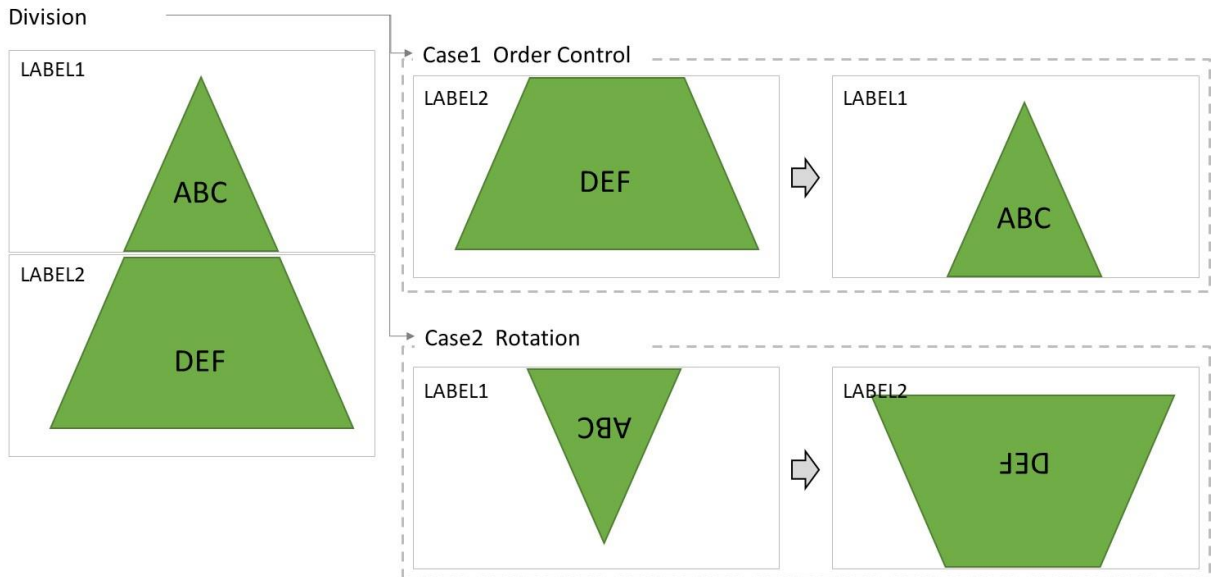 Division
LABEL1
ABC
LABEL2
DEF
Case1 Order Control
LABEL2
DEF
LABEL1
ABC
Case2 Rotation
LABEL1
ABC
LABEL2
DEF